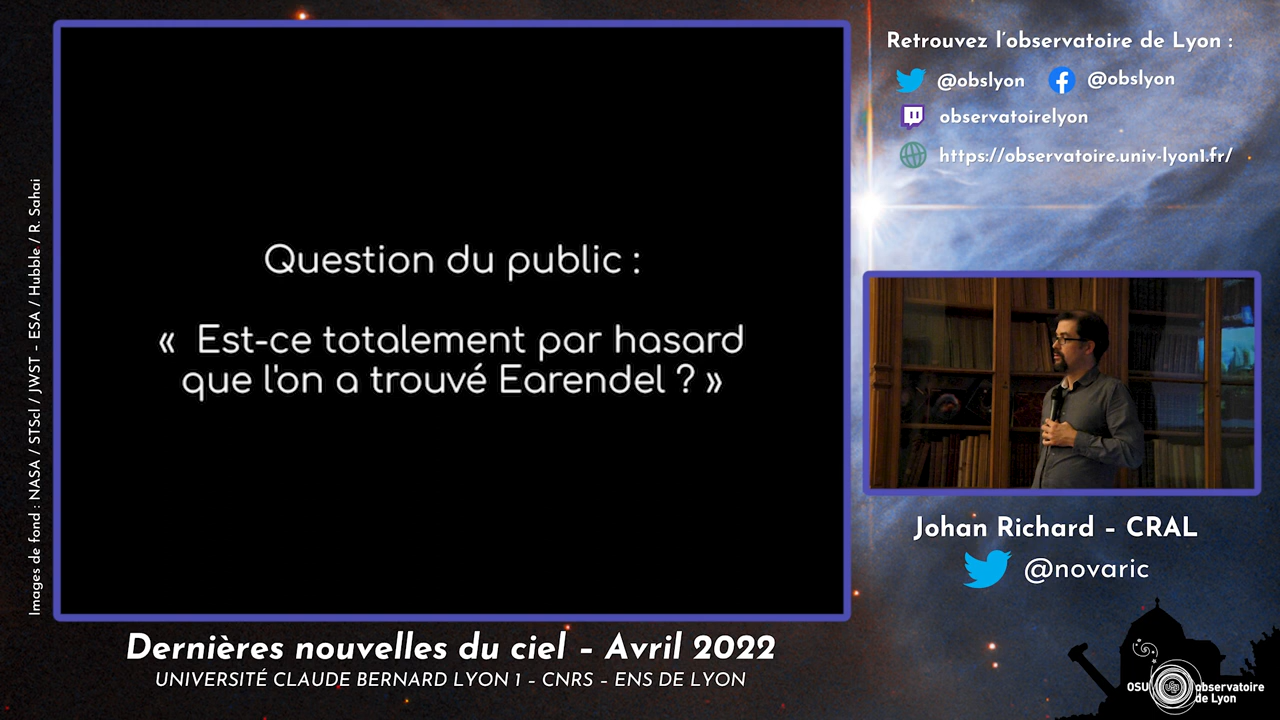 Retrouvez l'observatoire de Lyon :
@obslyon
@obslyon
observatoirelyon
https://observatoire.univ-lyon1.fr/
Question du public :
« Est-ce totalement par hasard
que l'on a trouvé Earendel ? »
Images de fond : NASA / STScI / JWST - ESA / Hubble / R. Sahai
Johan Richard – CRAL
@novaric
Dernières nouvelles du ciel – Avril 2022
UNIVERSITÉ CLAUDE BERNARD LYON 1 – CNRS – ENS DE LYON
OSU
observatoire
de Lyon